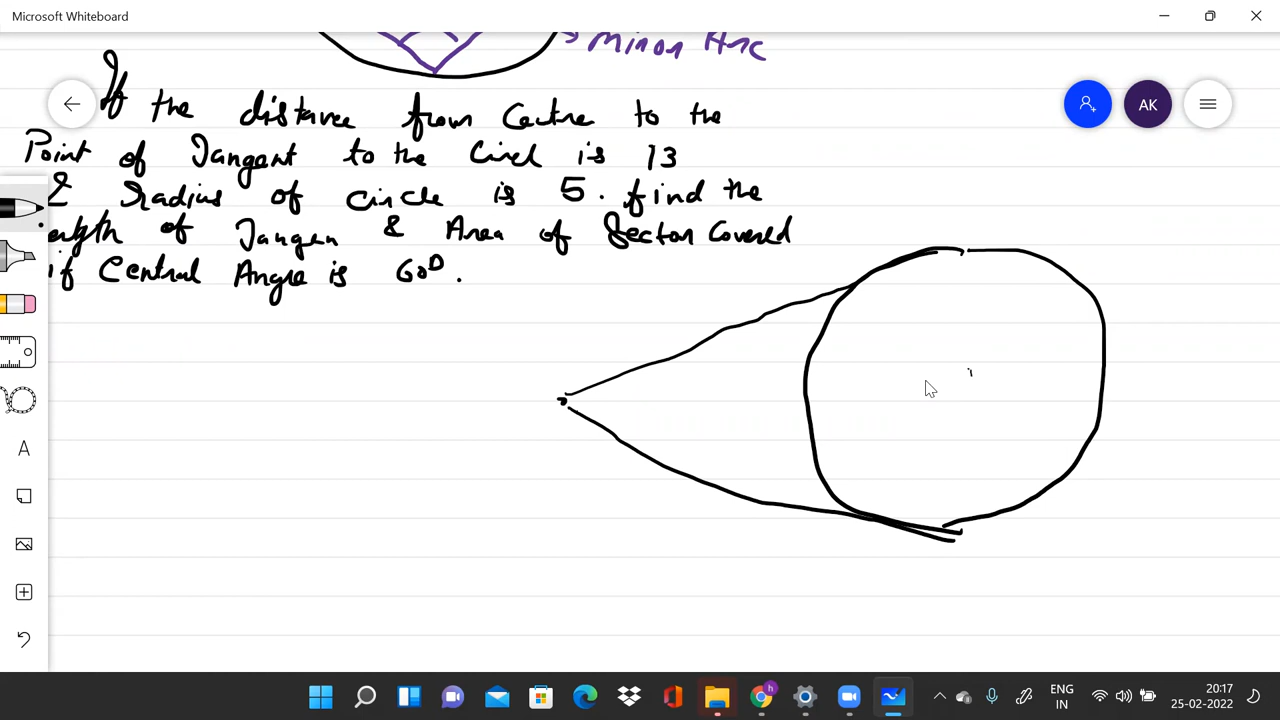 Microsoft Whiteboard
Minor Arc
If the distance from Centre to the
AK
Point of Tangent to the Circl is 13
& radius of circle is 5. find the
ength of Tangen & Area of Sector Covered
if Central Angle is 60°.
A
ENG
IN
20:17
25-02-2022